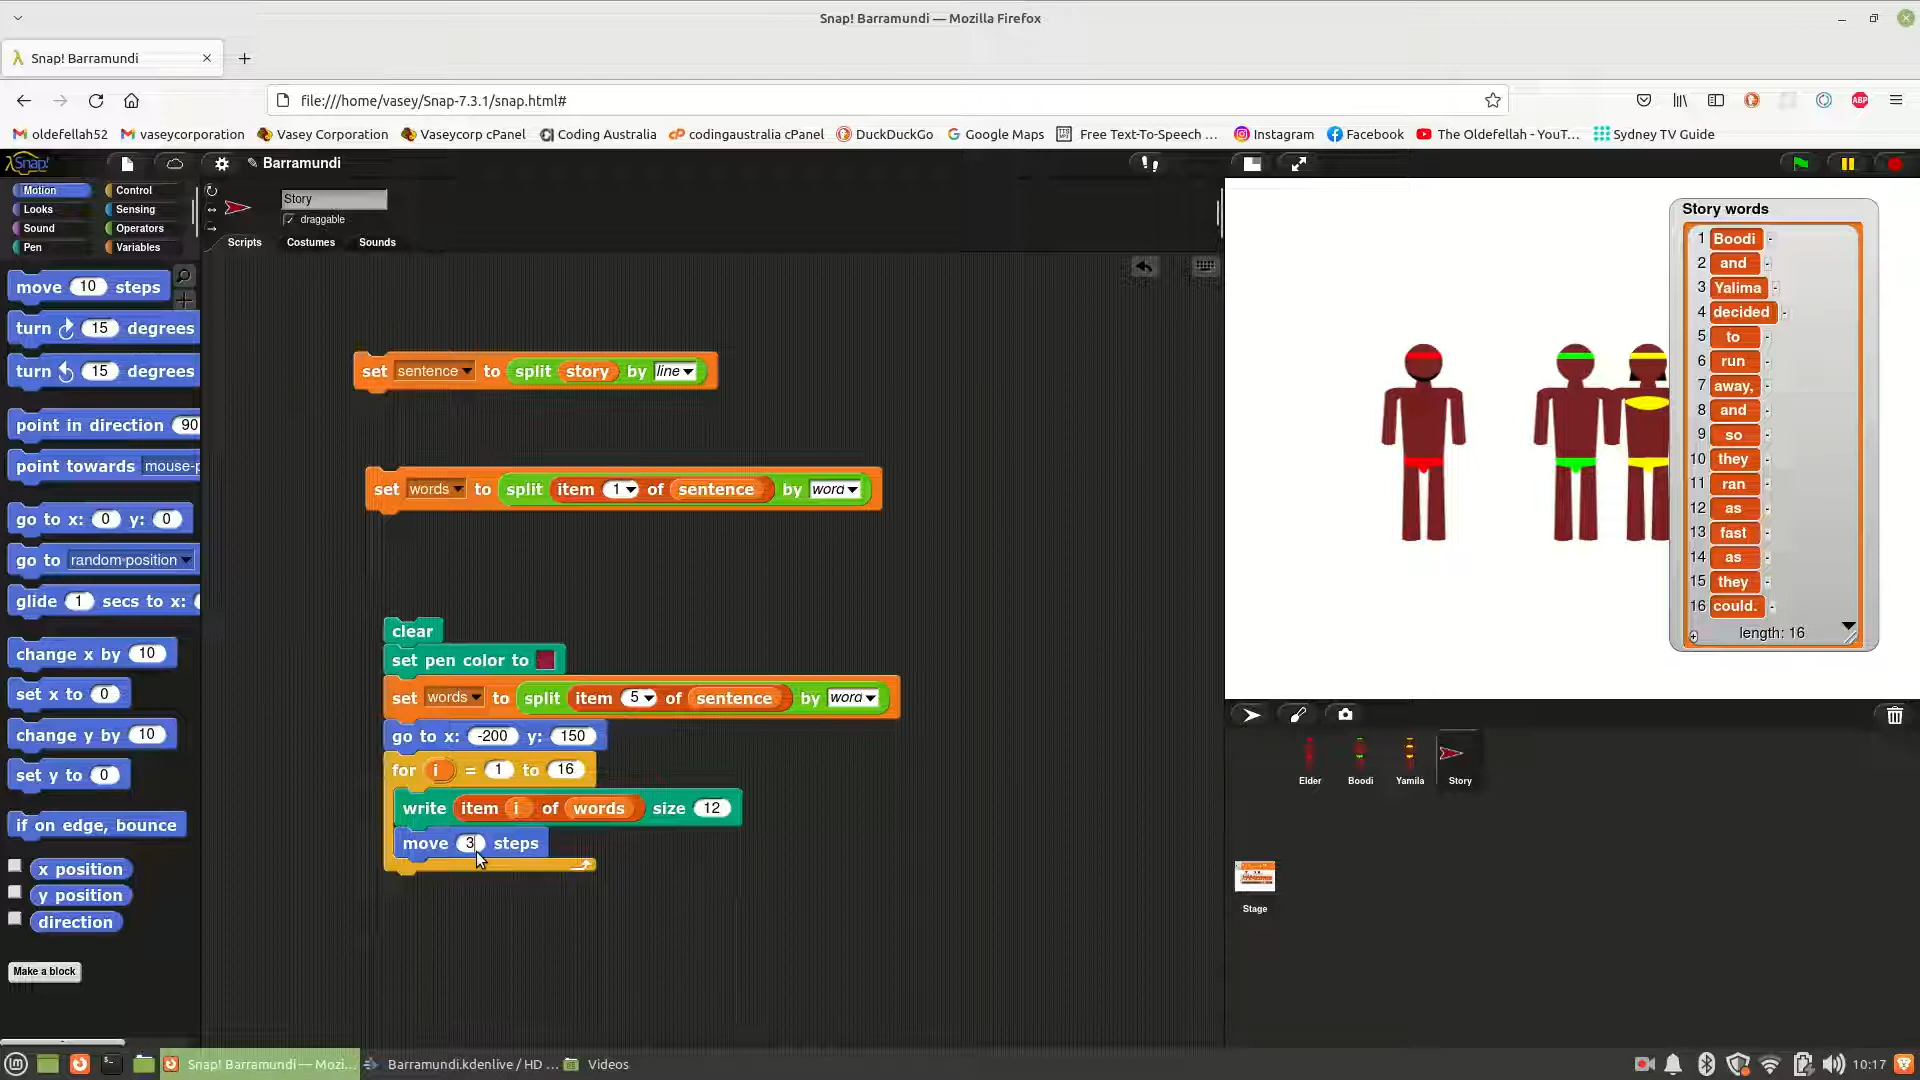 Snap! Barramundi — Mozilla Firefox
Snap! Barramundi
file:///home/vasey/Snap-7.3.1/snap.html#
oldefellah52 vaseycorporation Vasey Corporation Vaseycorp cPanel Coding Australia codingaustralia cPanel DuckDuckGo Google Maps Free Text-To-Speech ... Instagram Facebook The Oldefellah - YouT... Sydney TV Guide
Snap! Barramundi
Motion Control
Looks Sensing
Sound Operators
Pen Variables
Story
draggable
Scripts Costumes Sounds
move 10 steps
turn 15 degrees
turn 15 degrees
point in direction 90
point towards mouse-p
go to x: 0 y: 0
go to random position
glide 1 secs to x:
change x by 10
set x to 0
change y by 10
set y to 0
if on edge, bounce
x position
y position
direction
Make a block
set sentence to split story by line
set words to split item 1 of sentence by word
clear
set pen color to
set words to split item 5 of sentence by word
go to x: -200 y: 150
for i = 1 to 16
write item i of words size 12
move 3 steps
Story words
1 Boodi
2 and
3 Yalima
4 decided
5 to
6 run
7 away,
8 and
9 so
10 they
11 ran
12 as
13 fast
14 as
15 they
16 could.
length: 16
Elder Boodi Yamila Story
Stage
Snap! Barramundi — Mozi... Barramundi.kdenlive / HD ... Videos 10:17